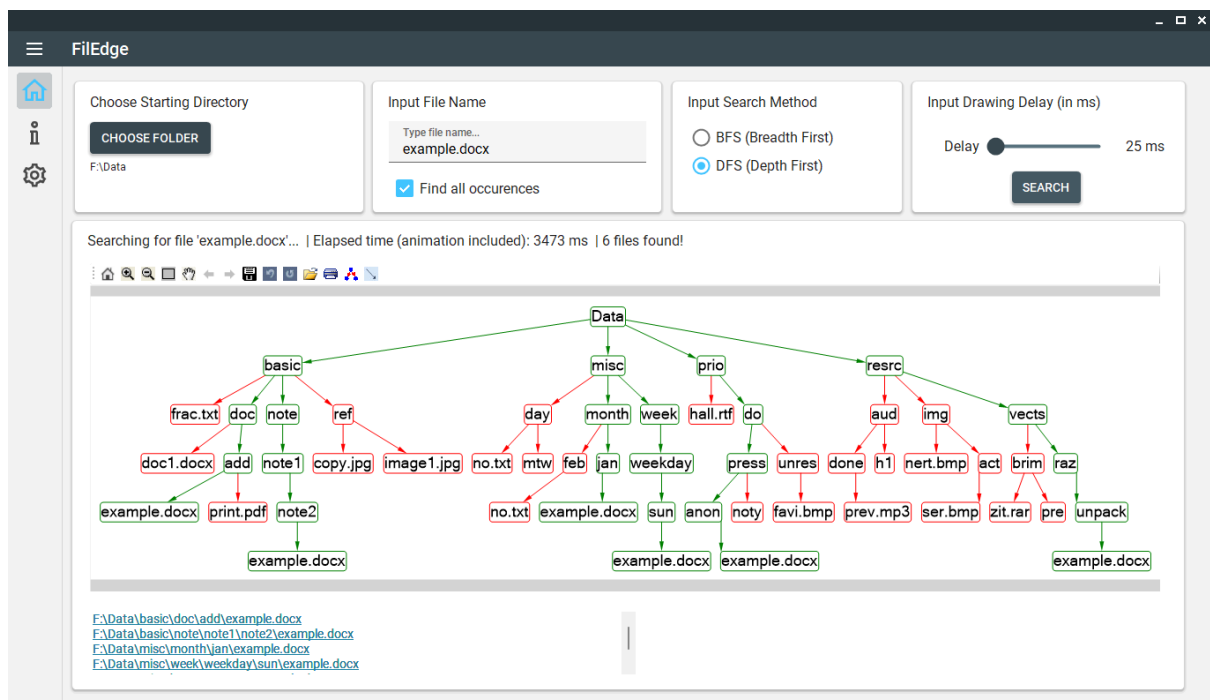 FilEdge
Choose Starting Directory
CHOOSE FOLDER
F:\Data
Input File Name
Type file name...
example.docx
Find all occurences
Input Search Method
BFS (Breadth First)
DFS (Depth First)
Input Drawing Delay (in ms)
Delay 25 ms
SEARCH
Searching for file 'example.docx'... | Elapsed time (animation included): 3473 ms | 6 files found!
Data
basic misc prio resrc
frac.txt doc note ref day month week hall.rtf do aud img vects
doc1.docx add note1 copy.jpg image1.jpg no.txt mtw feb jan weekday press unres done h1 nert.bmp act brim raz
example.docx print.pdf note2 no.txt example.docx sun anon noty favi.bmp prev.mp3 ser.bmp zit.rar pre unpack
example.docx example.docx example.docx example.docx
F:\Data\basic\doc\add\example.docx
F:\Data\basic\note\note1\note2\example.docx
F:\Data\misc\month\jan\example.docx
F:\Data\misc\week\weekday\sun\example.docx